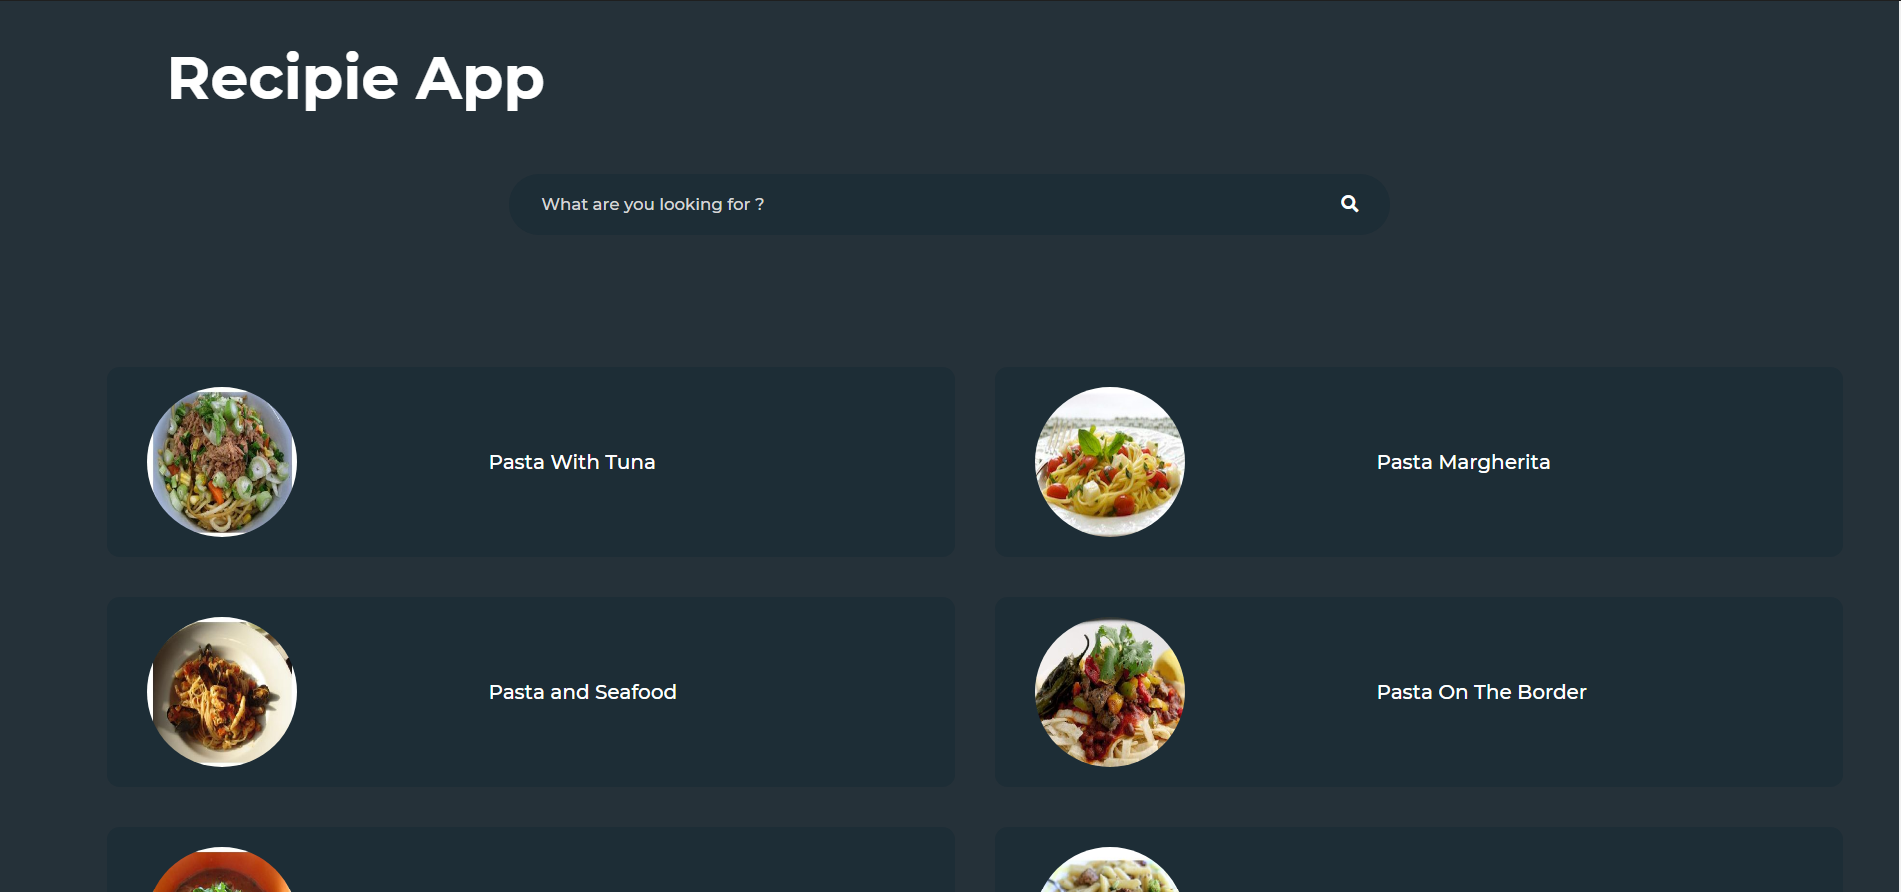 Recipie App
What are you looking for ?
Pasta With Tuna
Pasta Margherita
Pasta and Seafood
Pasta On The Border